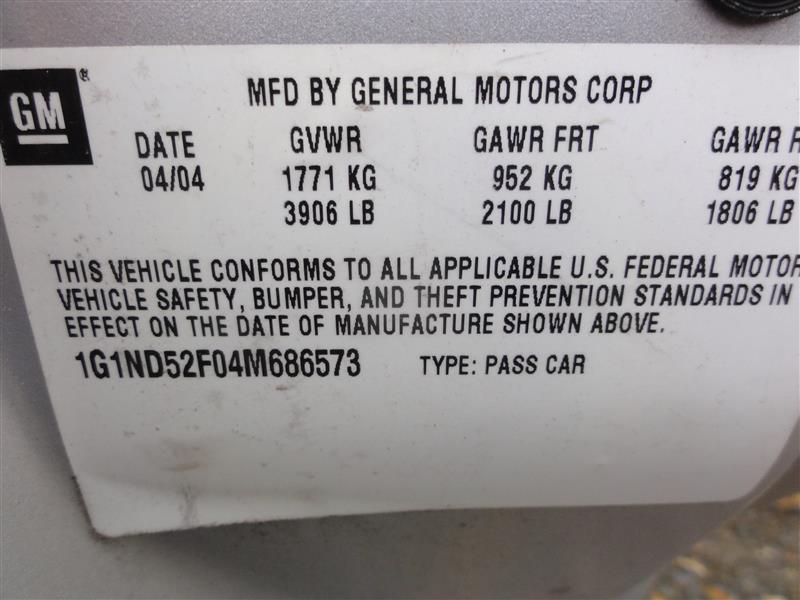 GM® MFD BY GENERAL MOTORS CORP
DATE GVWR GAWR FRT GAWR R
04/04 1771 KG 952 KG 819 KG
3906 LB 2100 LB 1806 LB
THIS VEHICLE CONFORMS TO ALL APPLICABLE U.S. FEDERAL MOTOR
VEHICLE SAFETY, BUMPER, AND THEFT PREVENTION STANDARDS IN
EFFECT ON THE DATE OF MANUFACTURE SHOWN ABOVE.
1G1ND52F04M686573 TYPE: PASS CAR